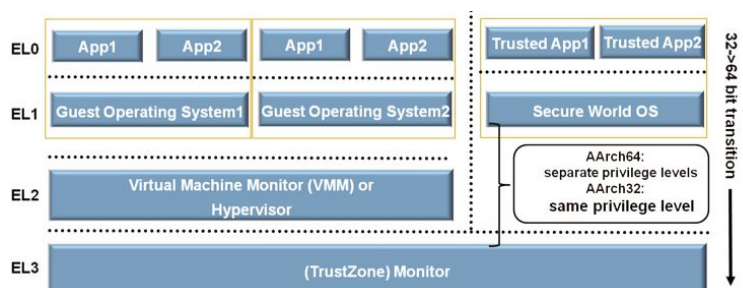 EL0
App1
App2
App1
App2
Trusted App1
Trusted App2
EL1
Guest Operating System1
Guest Operating System2
Secure World OS
AArch64:
separate privilege levels
AArch32:
same privilege level
EL2
Virtual Machine Monitor (VMM) or
Hypervisor
EL3
(TrustZone) Monitor
32->64 bit transition